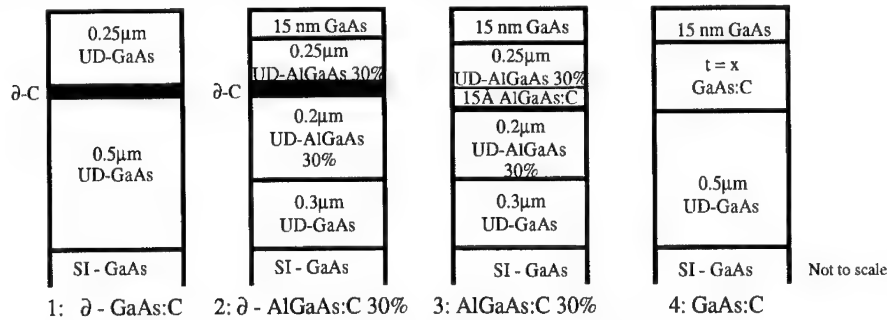 0.25µm
UD-GaAs
∂-C
0.5µm
UD-GaAs
SI - GaAs
1: ∂ - GaAs:C
15 nm GaAs
0.25µm
UD-AlGaAs 30%
∂-C
0.2µm
UD-AlGaAs
30%
0.3µm
UD-GaAs
SI - GaAs
2: ∂ - AlGaAs:C 30%
15 nm GaAs
0.25µm
UD-AlGaAs 30%
15Å AlGaAs:C
0.2µm
UD-AlGaAs
30%
0.3µm
UD-GaAs
SI - GaAs
3: AlGaAs:C 30%
15 nm GaAs
t = x
GaAs:C
0.5µm
UD-GaAs
SI - GaAs
4: GaAs:C
Not to scale